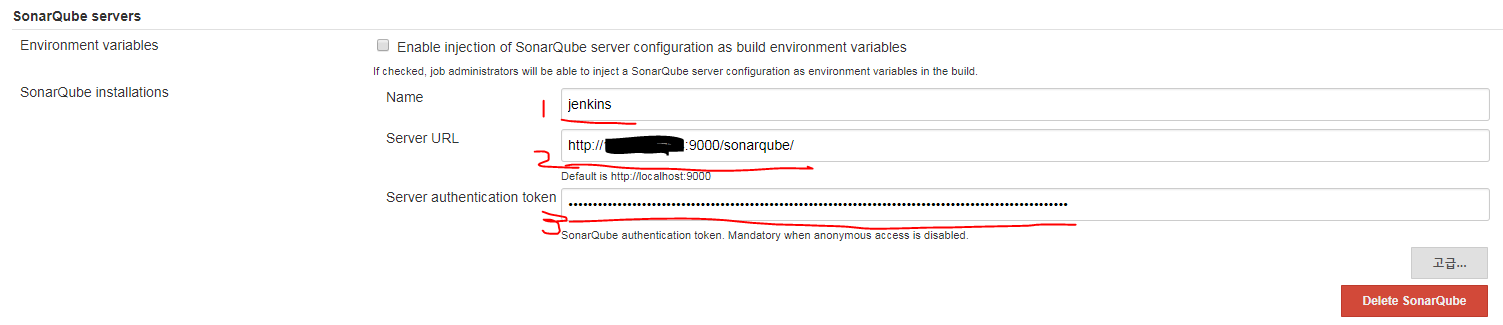 SonarQube servers
Environment variables
Enable injection of SonarQube server configuration as build environment variables
If checked, job administrators will be able to inject a SonarQube server configuration as environment variables in the build.
SonarQube installations
Name
1
jenkins
Server URL
2
http:// :9000/sonarqube/
Default is http://localhost:9000
Server authentication token
3
••••••••••••••••••••••••••••••••••••••••••••••••••••••••••••••••••••••••••••••••••••••••••••••••••••
SonarQube authentication token. Mandatory when anonymous access is disabled.
고급...
Delete SonarQube